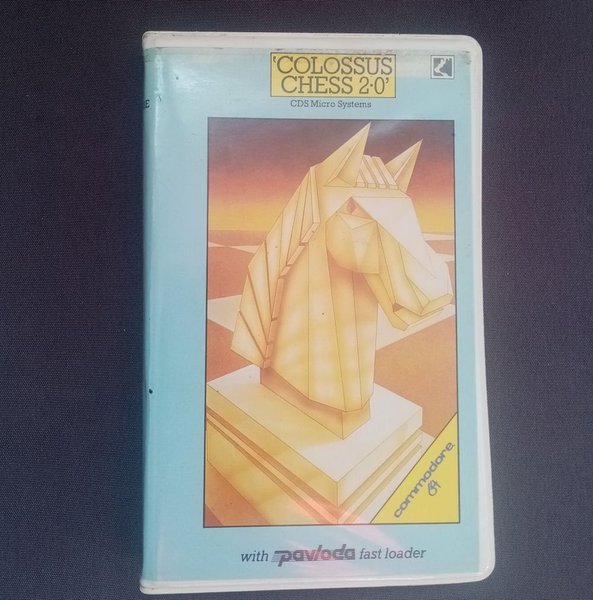 'COLOSSUS
CHESS 2·0'
CDS Micro Systems
commodore
64
with pavloda fast loader